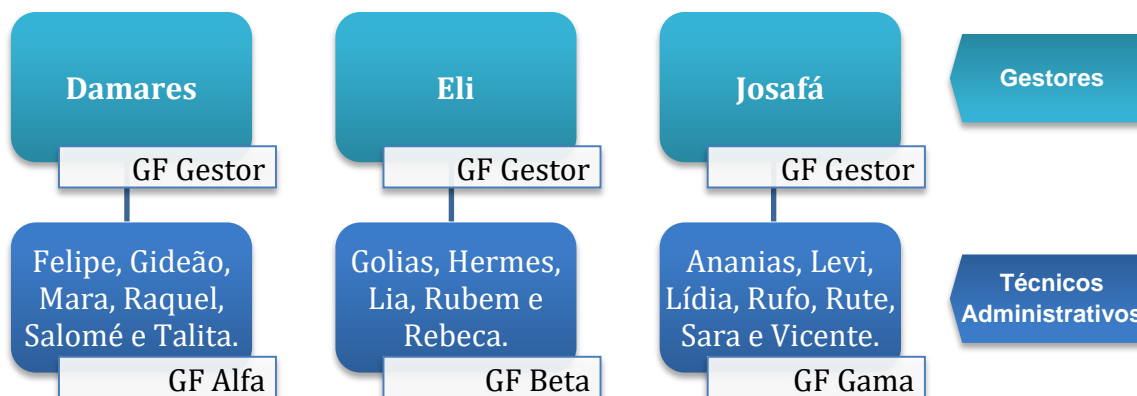 Damares
GF Gestor
Eli
GF Gestor
Josafá
GF Gestor
Gestores
Felipe, Gideão,
Mara, Raquel,
Salomé e Talita.
GF Alfa
Golias, Hermes,
Lia, Rubem e
Rebeca.
GF Beta
Ananias, Levi,
Lídia, Rufo, Rute,
Sara e Vicente.
GF Gama
Técnicos
Administrativos